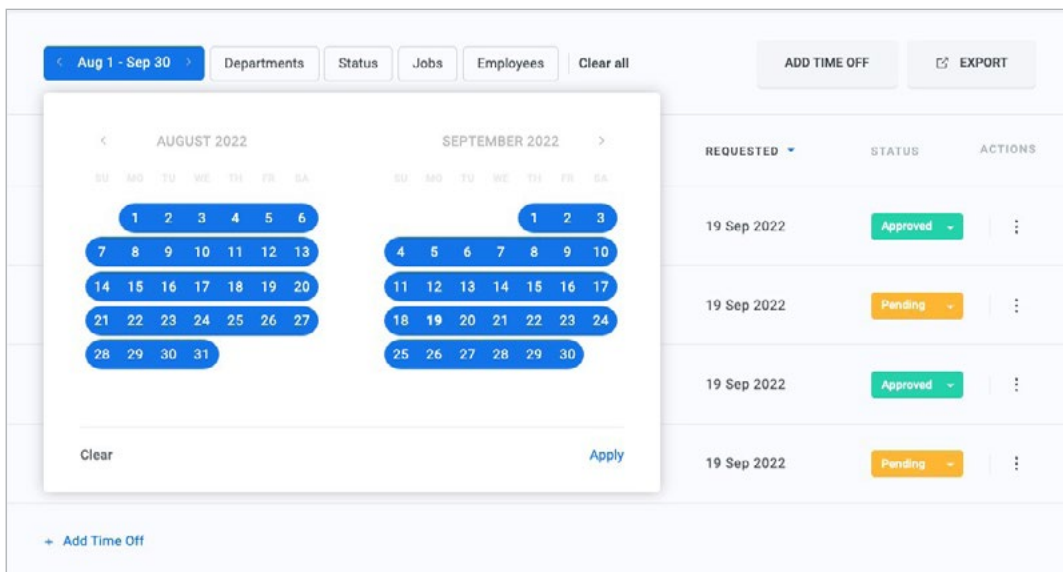 Aug 1 - Sep 30 Departments Status Jobs Employees Clear all ADD TIME OFF EXPORT
AUGUST 2022 SEPTEMBER 2022
REQUESTED STATUS ACTIONS
SU MO TU WE TH FR SA SU MO TU WE TH FR SA
1 2 3 4 5 6 1 2 3
19 Sep 2022 Approved
7 8 9 10 11 12 13 4 5 6 7 8 9 10
14 15 16 17 18 19 20 11 12 13 14 15 16 17
19 Sep 2022 Pending
21 22 23 24 25 26 27 18 19 20 21 22 23 24
28 29 30 31 25 26 27 28 29 30
19 Sep 2022 Approved
Clear Apply
19 Sep 2022 Pending
+ Add Time Off